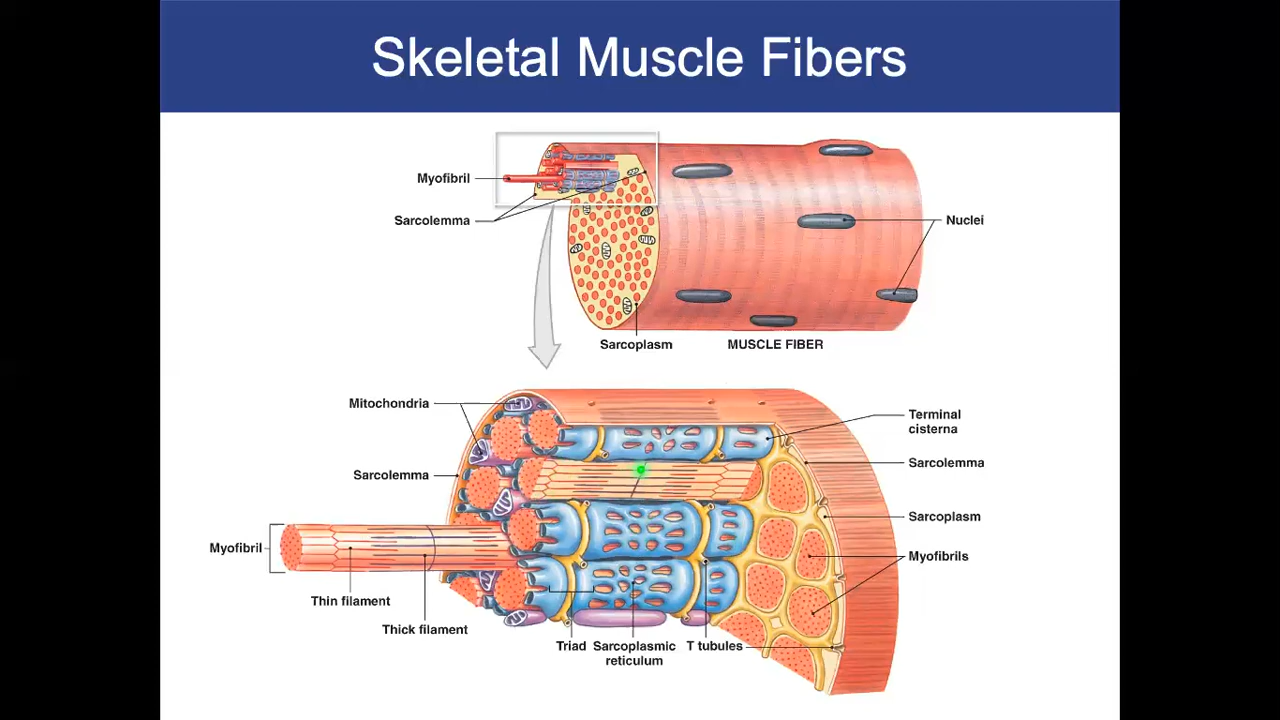 Skeletal Muscle Fibers
Myofibril
Sarcolemma
Nuclei
Sarcoplasm
MUSCLE FIBER
Mitochondria
Terminal
cisterna
Sarcolemma
Sarcolemma
Sarcoplasm
Myofibril
Myofibrils
Thin filament
Thick filament
Triad
Sarcoplasmic
reticulum
T tubules